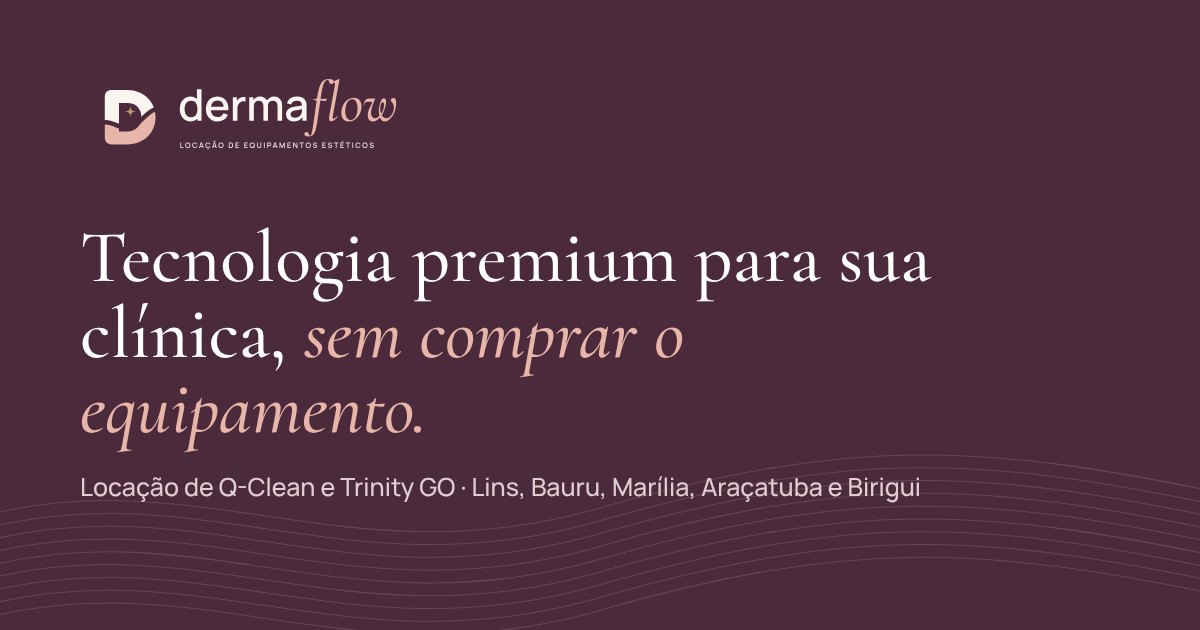 dermaflow
LOCAÇÃO DE EQUIPAMENTOS ESTÉTICOS
Tecnologia premium para sua
clínica, sem comprar o
equipamento.
Locação de Q-Clean e Trinity GO · Lins, Bauru, Marília, Araçatuba e Birigui